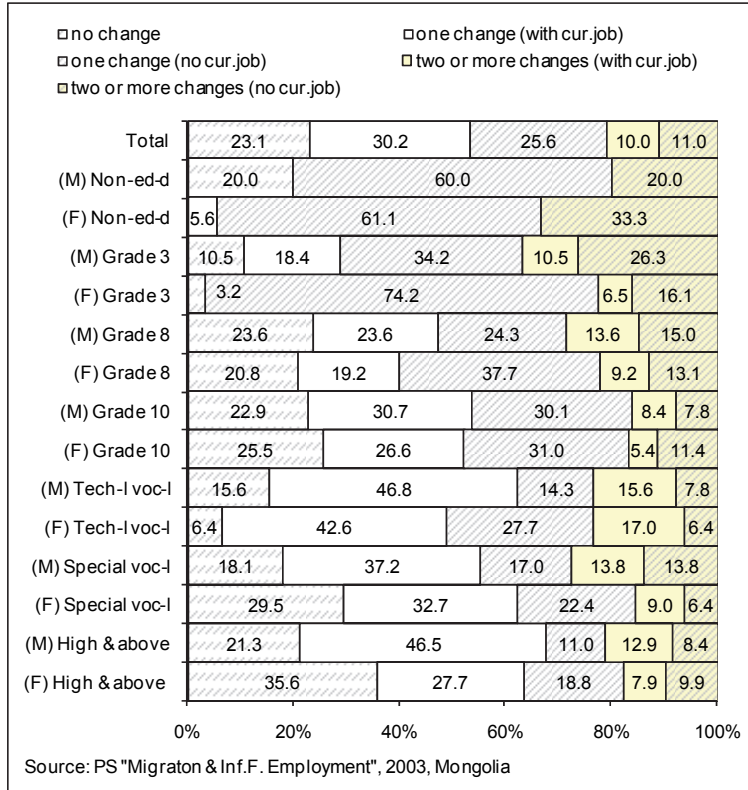 no change one change (with cur.job)
one change (no cur.job) two or more changes (with cur.job)
two or more changes (no cur.job)
Total 23.1 30.2 25.6 10.0 11.0
(M) Non-ed-d 20.0 60.0 20.0
(F) Non-ed-d 5.6 61.1 33.3
(M) Grade 3 10.5 18.4 34.2 10.5 26.3
(F) Grade 3 3.2 74.2 6.5 16.1
(M) Grade 8 23.6 23.6 24.3 13.6 15.0
(F) Grade 8 20.8 19.2 37.7 9.2 13.1
(M) Grade 10 22.9 30.7 30.1 8.4 7.8
(F) Grade 10 25.5 26.6 31.0 5.4 11.4
(M) Tech-l voc-l 15.6 46.8 14.3 15.6 7.8
(F) Tech-l voc-l 6.4 42.6 27.7 17.0 6.4
(M) Special voc-l 18.1 37.2 17.0 13.8 13.8
(F) Special voc-l 29.5 32.7 22.4 9.0 6.4
(M) High & above 21.3 46.5 11.0 12.9 8.4
(F) High & above 35.6 27.7 18.8 7.9 9.9
0% 20% 40% 60% 80% 100%
Source: PS "Migraton & Inf.F. Employment", 2003, Mongolia